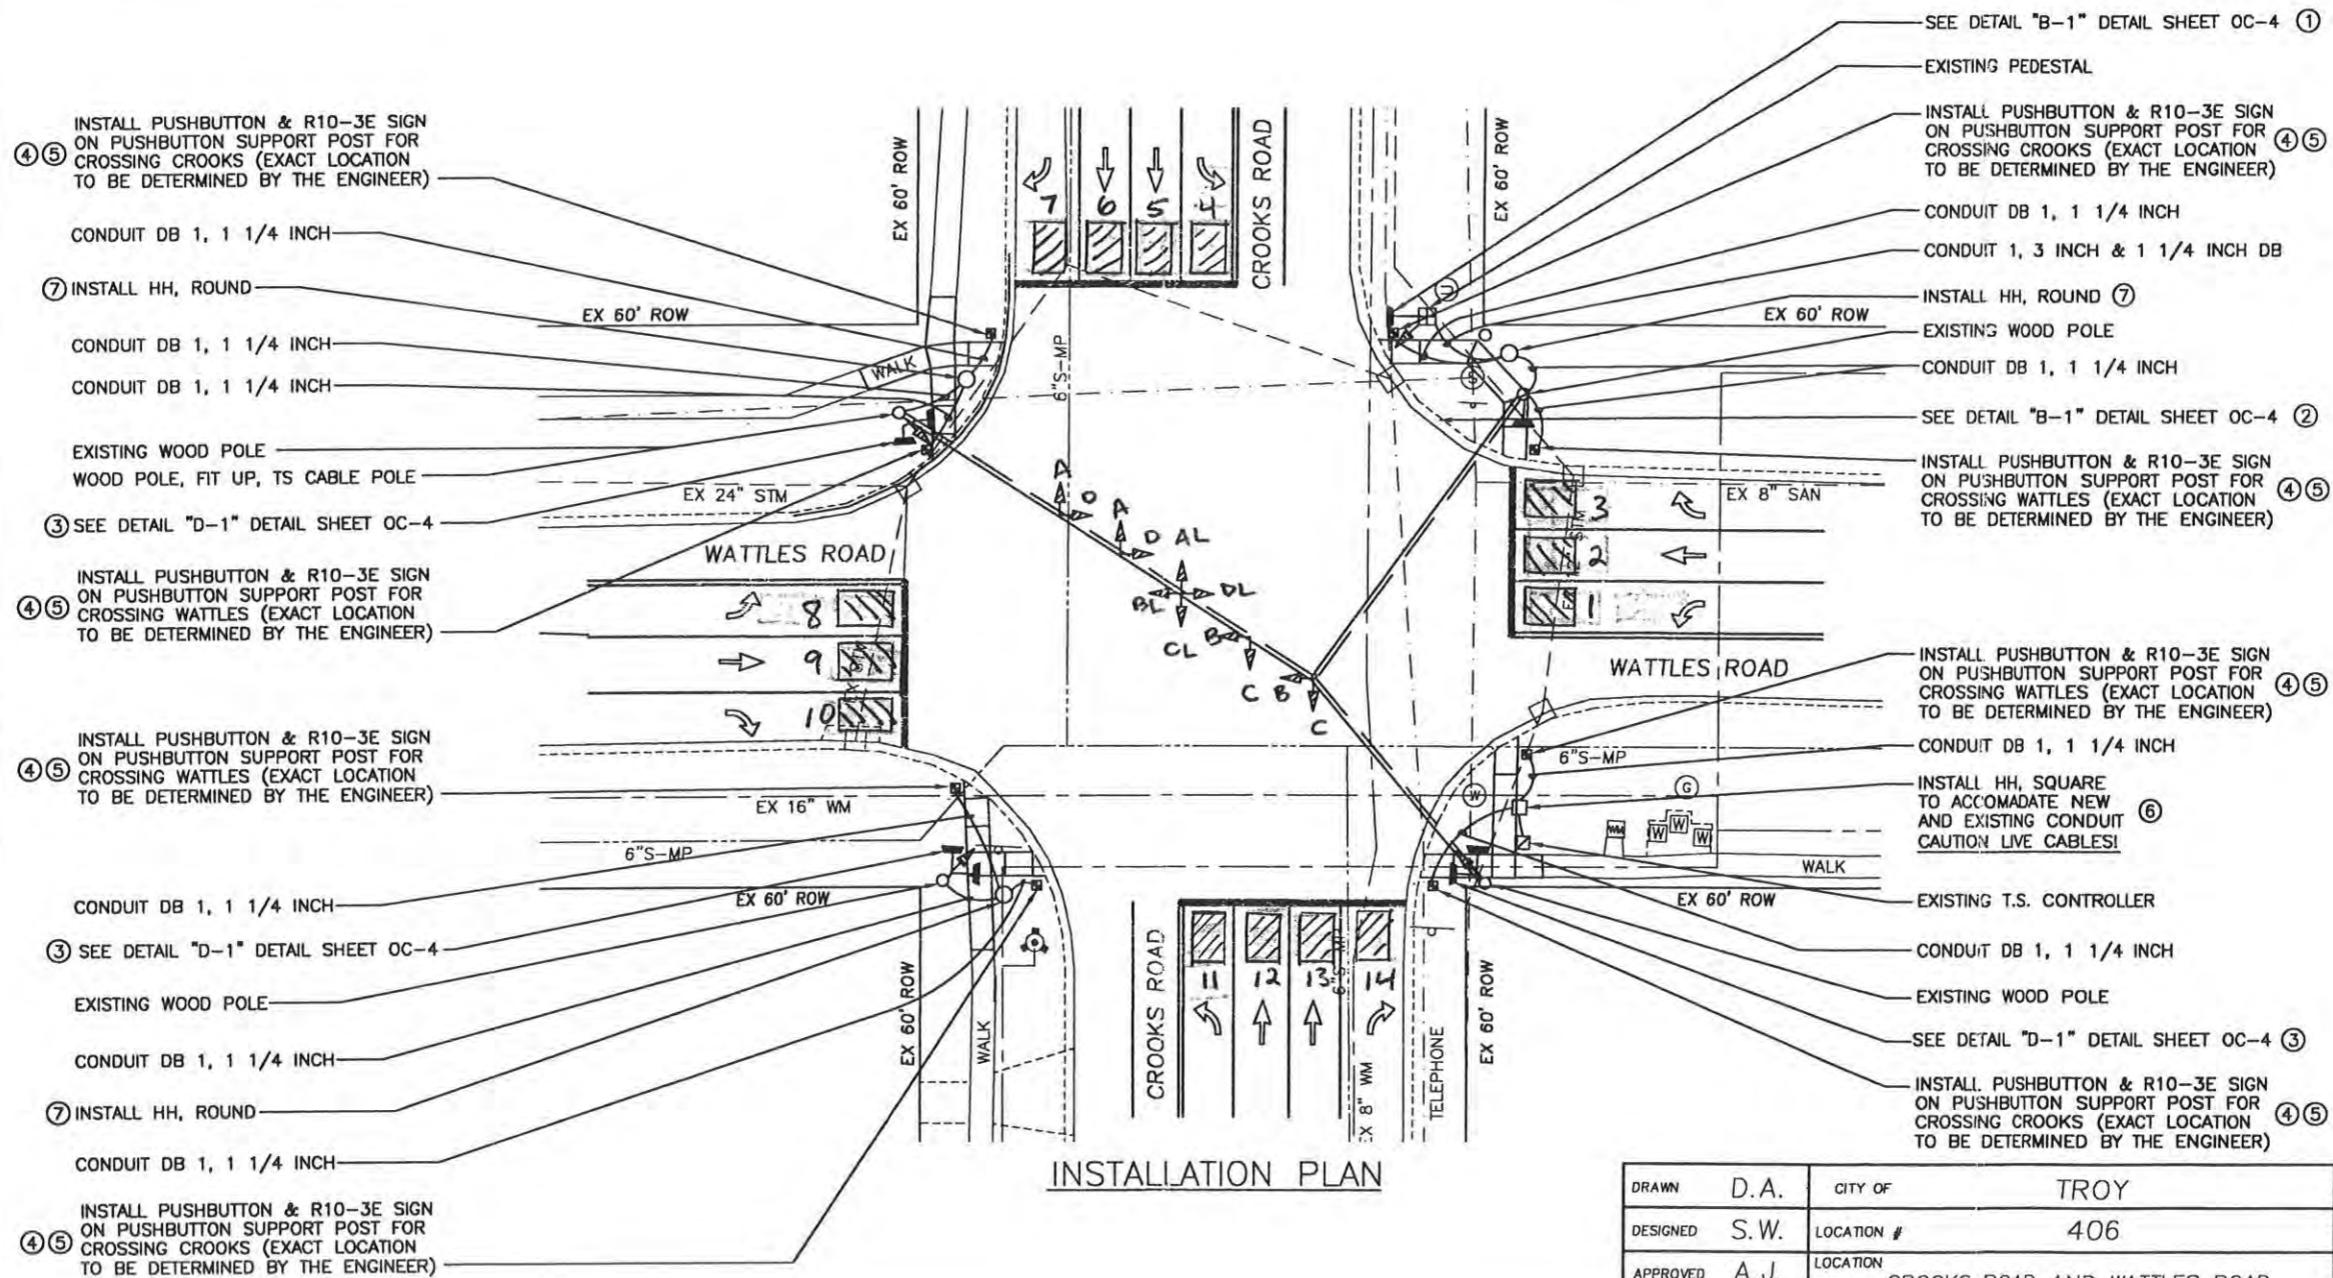 INSTALL PUSHBUTTON & R10-3E SIGN
ON PUSHBUTTON SUPPORT POST FOR
④⑤ CROSSING CROOKS (EXACT LOCATION
TO BE DETERMINED BY THE ENGINEER)
CONDUIT DB 1, 1 1/4 INCH
⑦ INSTALL HH, ROUND
CONDUIT DB 1, 1 1/4 INCH
CONDUIT DB 1, 1 1/4 INCH
EXISTING WOOD POLE
WOOD POLE, FIT UP, TS CABLE POLE
③ SEE DETAIL "D-1" DETAIL SHEET OC-4
INSTALL PUSHBUTTON & R10-3E SIGN
ON PUSHBUTTON SUPPORT POST FOR
④⑤ CROSSING WATTLES (EXACT LOCATION
TO BE DETERMINED BY THE ENGINEER)
INSTALL PUSHBUTTON & R10-3E SIGN
ON PUSHBUTTON SUPPORT POST FOR
④⑤ CROSSING WATTLES (EXACT LOCATION
TO BE DETERMINED BY THE ENGINEER)
CONDUIT DB 1, 1 1/4 INCH
③ SEE DETAIL "D-1" DETAIL SHEET OC-4
EXISTING WOOD POLE
CONDUIT DB 1, 1 1/4 INCH
⑦ INSTALL HH, ROUND
CONDUIT DB 1, 1 1/4 INCH
INSTALL PUSHBUTTON & R10-3E SIGN
ON PUSHBUTTON SUPPORT POST FOR
④⑤ CROSSING CROOKS (EXACT LOCATION
TO BE DETERMINED BY THE ENGINEER)
EX 60' ROW
7 6 5 4
CROOKS ROAD
EX 60' ROW
EX 60' ROW
EX 60' ROW
WALK
6"S-MP
U
S
EX 24" STM
EX 8" SAN
A
D
A
D
AL
BL
DL
CL
B
C
B
C
WATTLES ROAD
8
9
10
3
2
1
STM
WATTLES ROAD
EX 16" WM
6"S-MP
6"S-MP
W
G
WM
W
W
W
WALK
EX 60' ROW
EX 60' ROW
11 12 13 14
6"S-MP
EX 60' ROW
WALK
CROOKS ROAD
EX 8" WM
TELEPHONE
EX 60' ROW
INSTALLATION PLAN
SEE DETAIL "B-1" DETAIL SHEET OC-4 ①
EXISTING PEDESTAL
INSTALL PUSHBUTTON & R10-3E SIGN
ON PUSHBUTTON SUPPORT POST FOR
CROSSING CROOKS (EXACT LOCATION ④⑤
TO BE DETERMINED BY THE ENGINEER)
CONDUIT DB 1, 1 1/4 INCH
CONDUIT 1, 3 INCH & 1 1/4 INCH DB
INSTALL HH, ROUND ⑦
EXISTING WOOD POLE
CONDUIT DB 1, 1 1/4 INCH
SEE DETAIL "B-1" DETAIL SHEET OC-4 ②
INSTALL PUSHBUTTON & R10-3E SIGN
ON PUSHBUTTON SUPPORT POST FOR
CROSSING WATTLES (EXACT LOCATION ④⑤
TO BE DETERMINED BY THE ENGINEER)
INSTALL PUSHBUTTON & R10-3E SIGN
ON PUSHBUTTON SUPPORT POST FOR
CROSSING WATTLES (EXACT LOCATION ④⑤
TO BE DETERMINED BY THE ENGINEER)
CONDUIT DB 1, 1 1/4 INCH
INSTALL HH, SQUARE
TO ACCOMADATE NEW
AND EXISTING CONDUIT ⑥
CAUTION LIVE CABLES!
EXISTING T.S. CONTROLLER
CONDUIT DB 1, 1 1/4 INCH
EXISTING WOOD POLE
SEE DETAIL "D-1" DETAIL SHEET OC-4 ③
INSTALL PUSHBUTTON & R10-3E SIGN
ON PUSHBUTTON SUPPORT POST FOR
CROSSING CROOKS (EXACT LOCATION ④⑤
TO BE DETERMINED BY THE ENGINEER)
DRAWN D.A. CITY OF TROY
DESIGNED S.W. LOCATION # 406
APPROVED A.J. LOCATION
CROOKS ROAD AND WATTLES ROAD